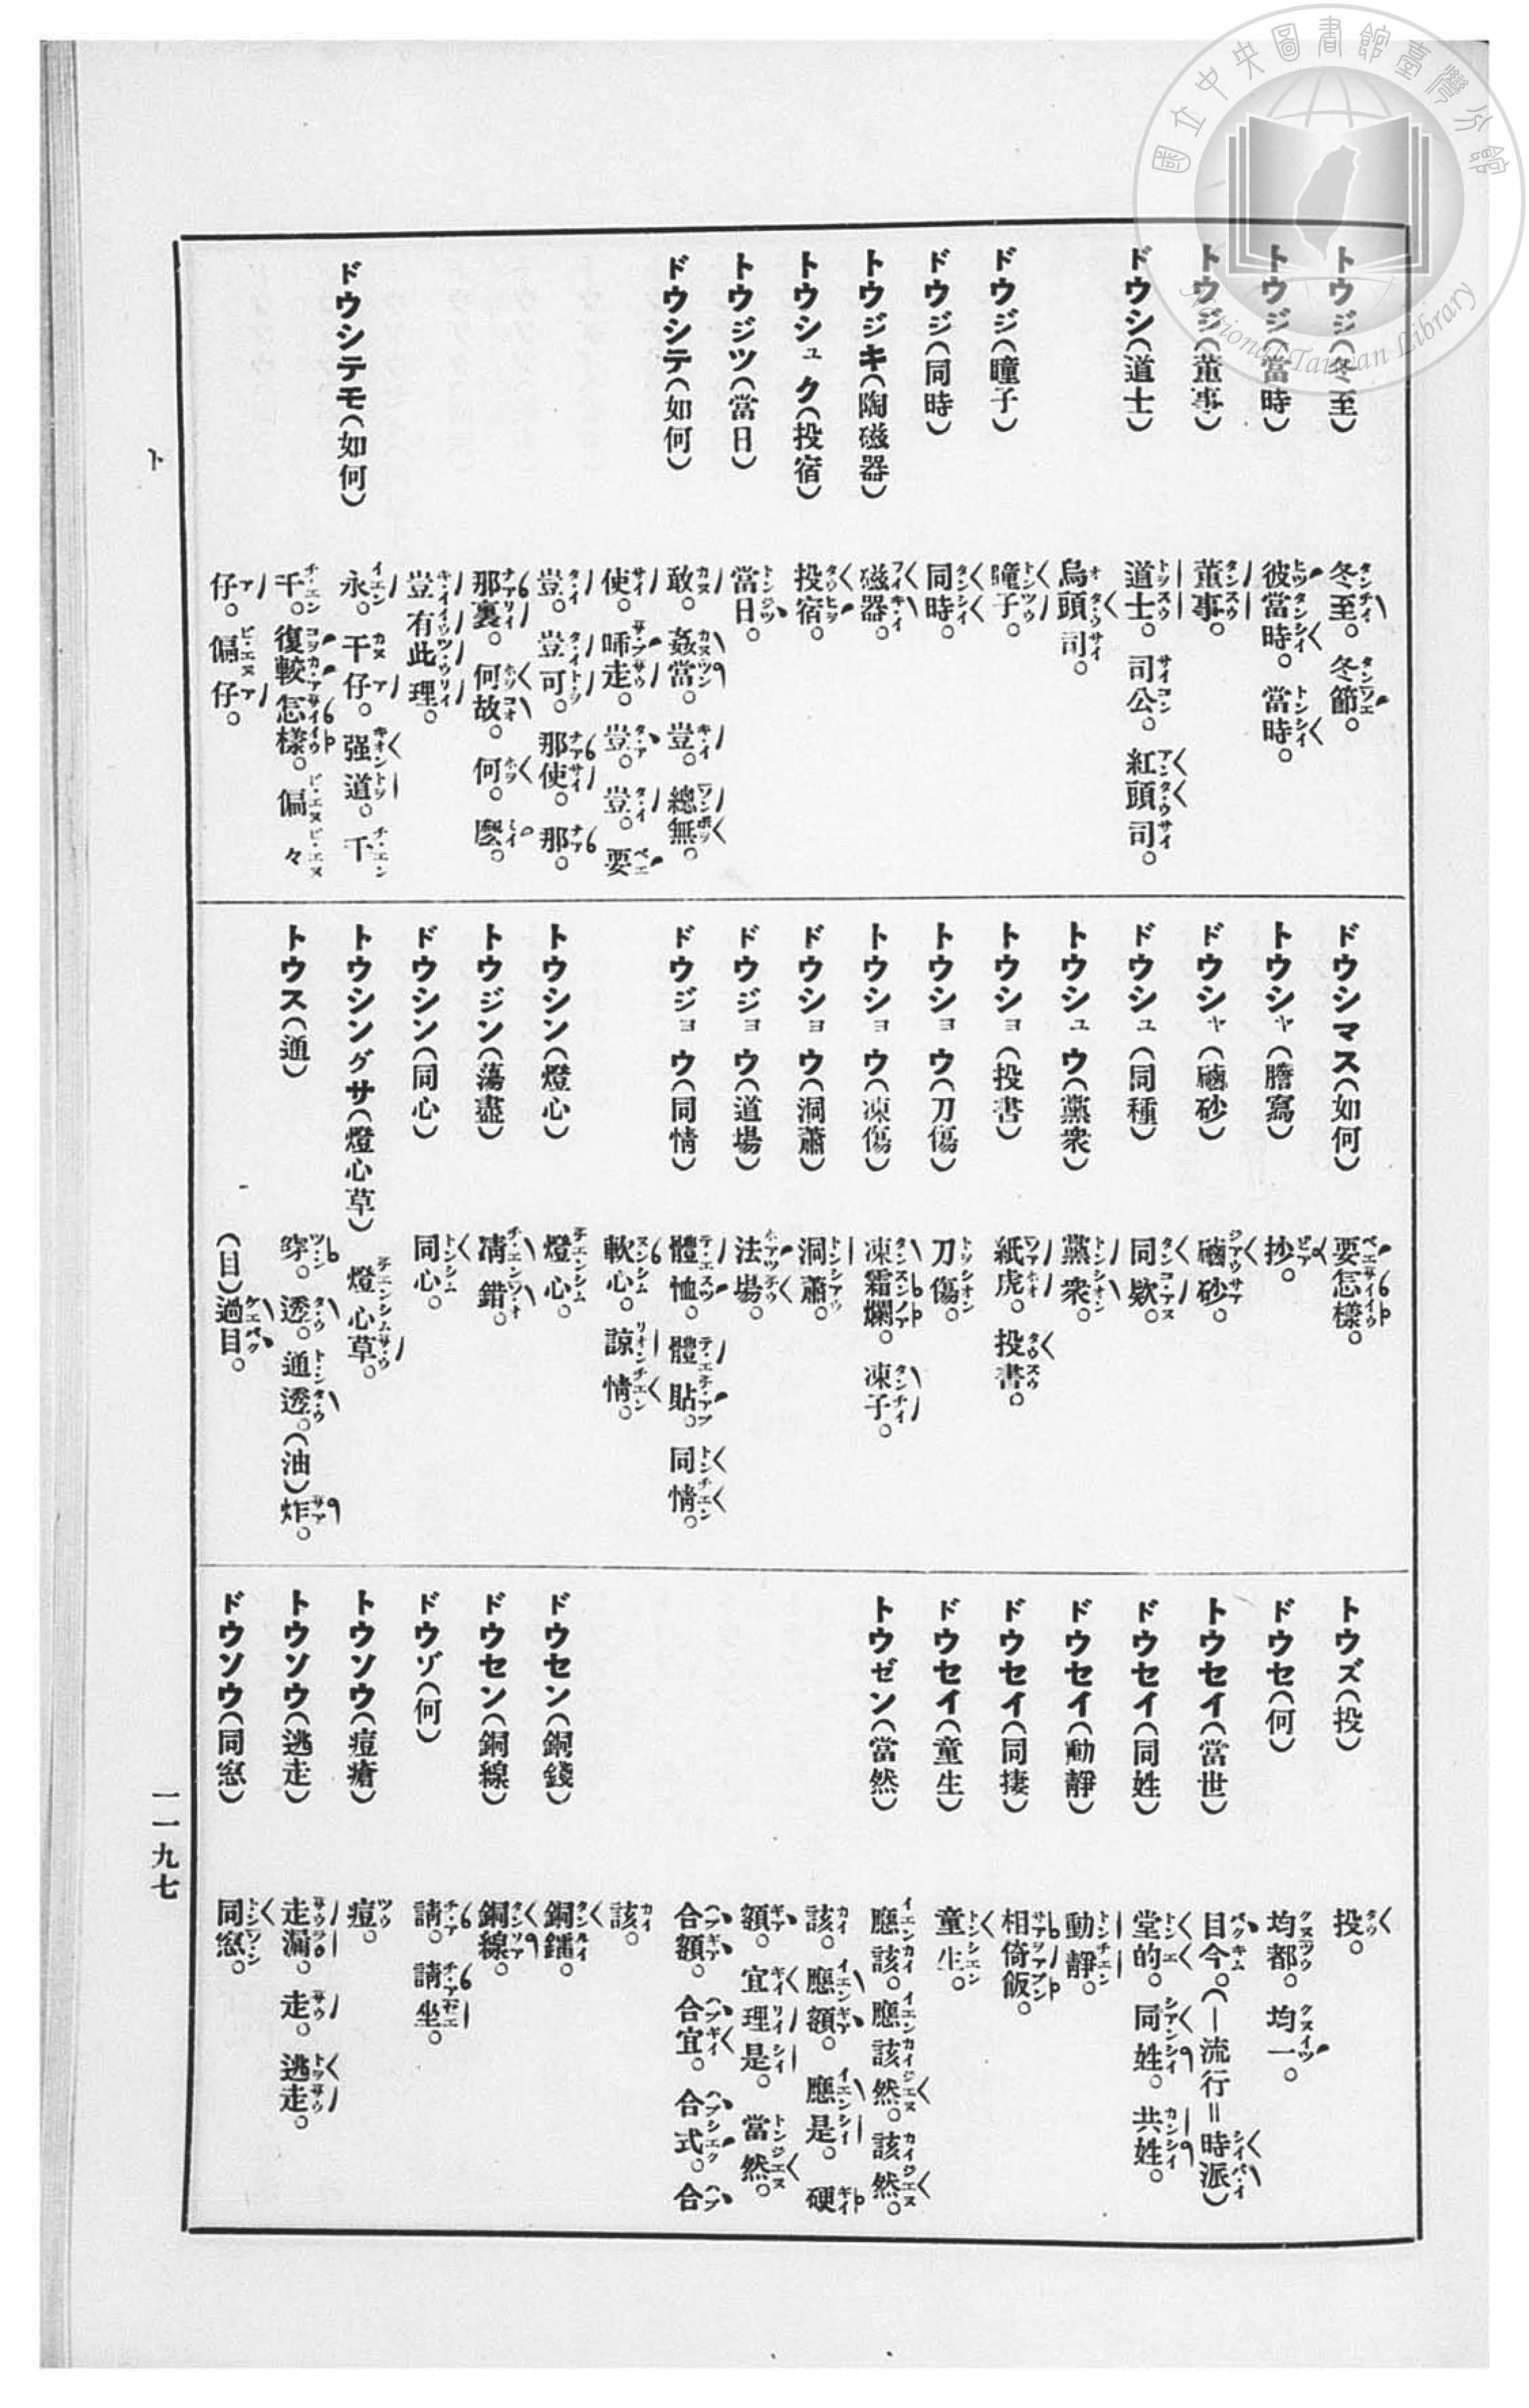 國立中央圖書館臺灣分館
National Taiwan Library
トウジ（冬至） 冬至。冬節。
トウジ（當時） 彼當時。當時。
トウジ（董事） 董事。
ドウシ（道士） 道士。司公。紅頭司。
烏頭司。
ドウジ（瞳子） 瞳子。
ドウジ（同時） 同時。
トウジキ（陶磁器） 磁器。
トウシュク（投宿） 投宿。
トウジツ（當日） 當日。
ドウシテ（如何） 敢。姦當。豈。總無。
使。啼走。豈。豈。要
豈。豈可。那使。那。
那裏。何故。何。麼。
豈有此理。
ドウシテモ（如何） 永。干仔。强道。千
千。復較怎樣。偏々
仔。偏仔。
ドウシマス（如何） 要怎樣。
トウシャ（謄寫） 抄。
ドウシャ（磠砂） 磠砂。
ドウシュ（同種） 同欵。
トウシュウ（黨衆） 黨衆。
トウショ（投書） 紙虎。投書。
トウショウ（刀傷） 刀傷。
トウショウ（凍傷） 凍霜爛。凍子。
ドウショウ（洞簫） 洞簫。
ドウジョウ（道場） 法場。
ドウジョウ（同情） 體恤。體貼。同情。
軟心。諒情。
トウシン（燈心） 燈心。
トウジン（蕩盡） 凊錯。
ドウシン（同心） 同心。
トウシングサ（燈心草） 燈心草。
トウス（通） 穿。透。通透。（油）炸。
（目）過目。
トウズ（投） 投。
ドウセ（何） 均都。均一。
トウセイ（當世） 目今。（—流行＝時派）
ドウセイ（同姓） 堂的。同姓。共姓。
ドウセイ（動靜） 動靜。
ドウセイ（同捿） 相倚飯。
ドウセイ（童生） 童生。
トウゼン（當然） 應該。應該然。該然。
該。應額。應是。硬
額。宜理是。當然。
合額。合宜。合式。合
該。
ドウセン（銅錢） 銅鐳。
ドウセン（銅線） 銅線。
ドウゾ（何） 請。請坐。
トウソウ（痘瘡） 痘。
トウソウ（逃走） 走漏。走。逃走。
ドウソウ（同窓） 同窓。
ト
一一九七